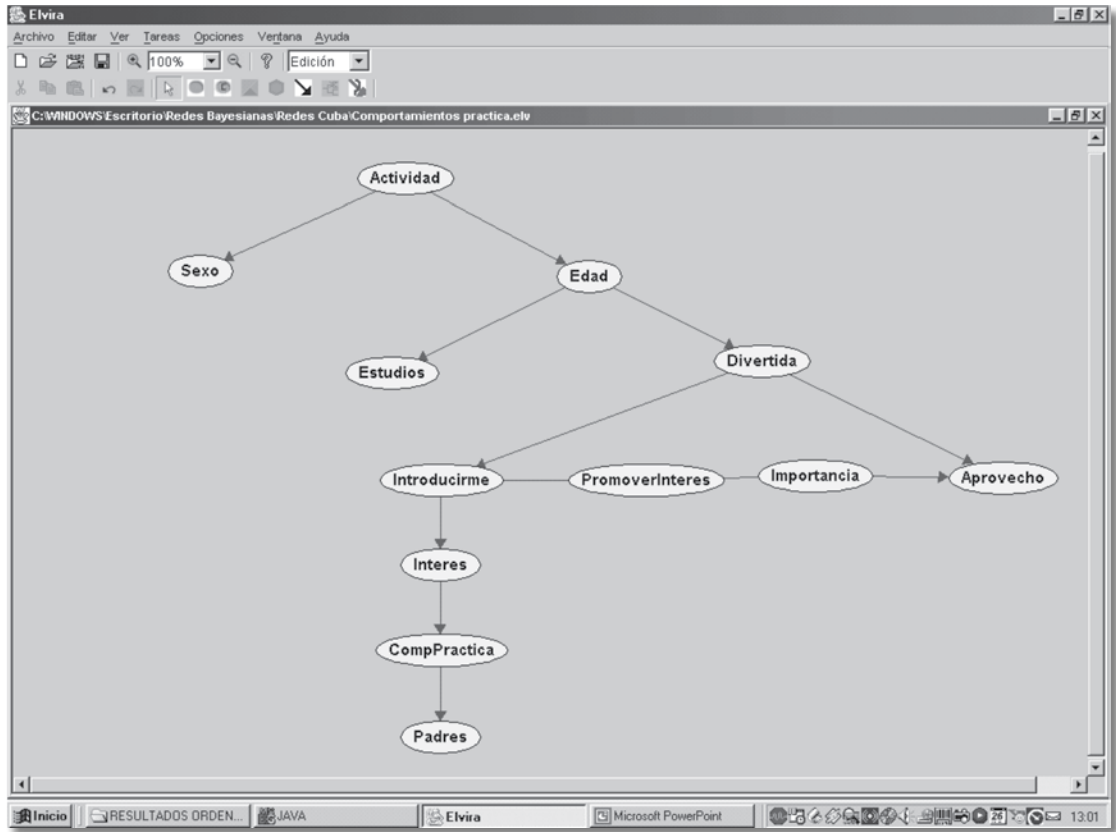 Elvira
Archivo Editar Ver Tareas Opciones Ventana Ayuda
100% Edición
C:\WINDOWS\Escritorio\Redes Bayesianas\Redes Cuba\Comportamientos practica.elv
Actividad
Sexo
Edad
Estudios
Divertida
Introducirme PromoverInteres Importancia Aprovecho
Interes
CompPractica
Padres
Inicio RESULTADOS ORDEN... JAVA Elvira Microsoft PowerPoint 26 13:01